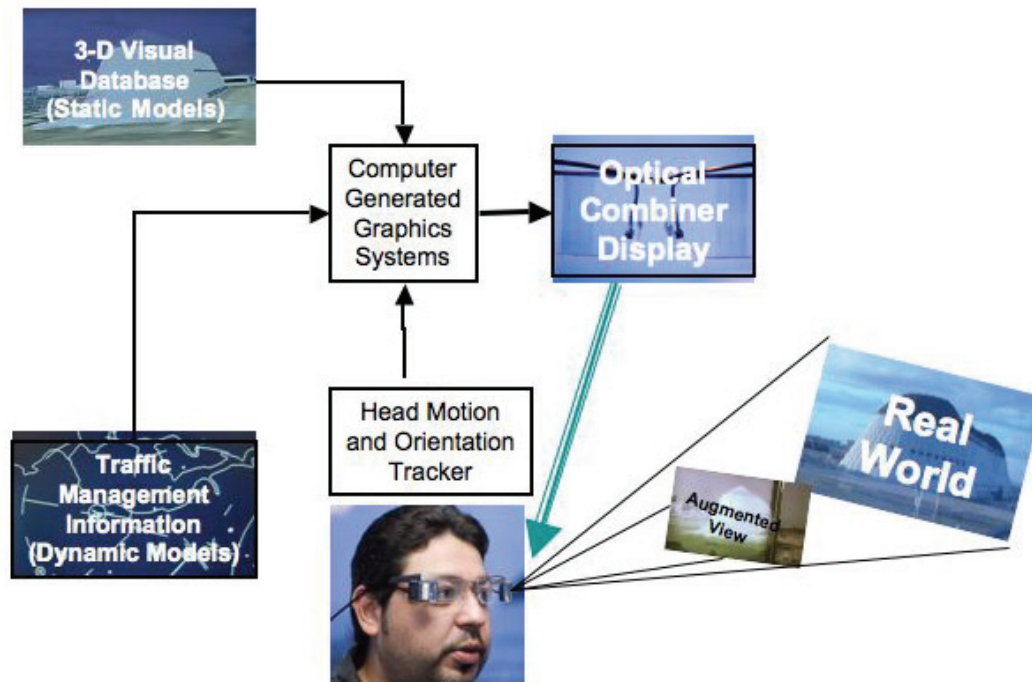 3-D Visual
Database
(Static Models)
Computer
Generated
Graphics
Systems
Optical
Combiner
Display
Head Motion
and Orientation
Tracker
Real
World
Augmented
View
Traffic
Management
Information
(Dynamic Models)